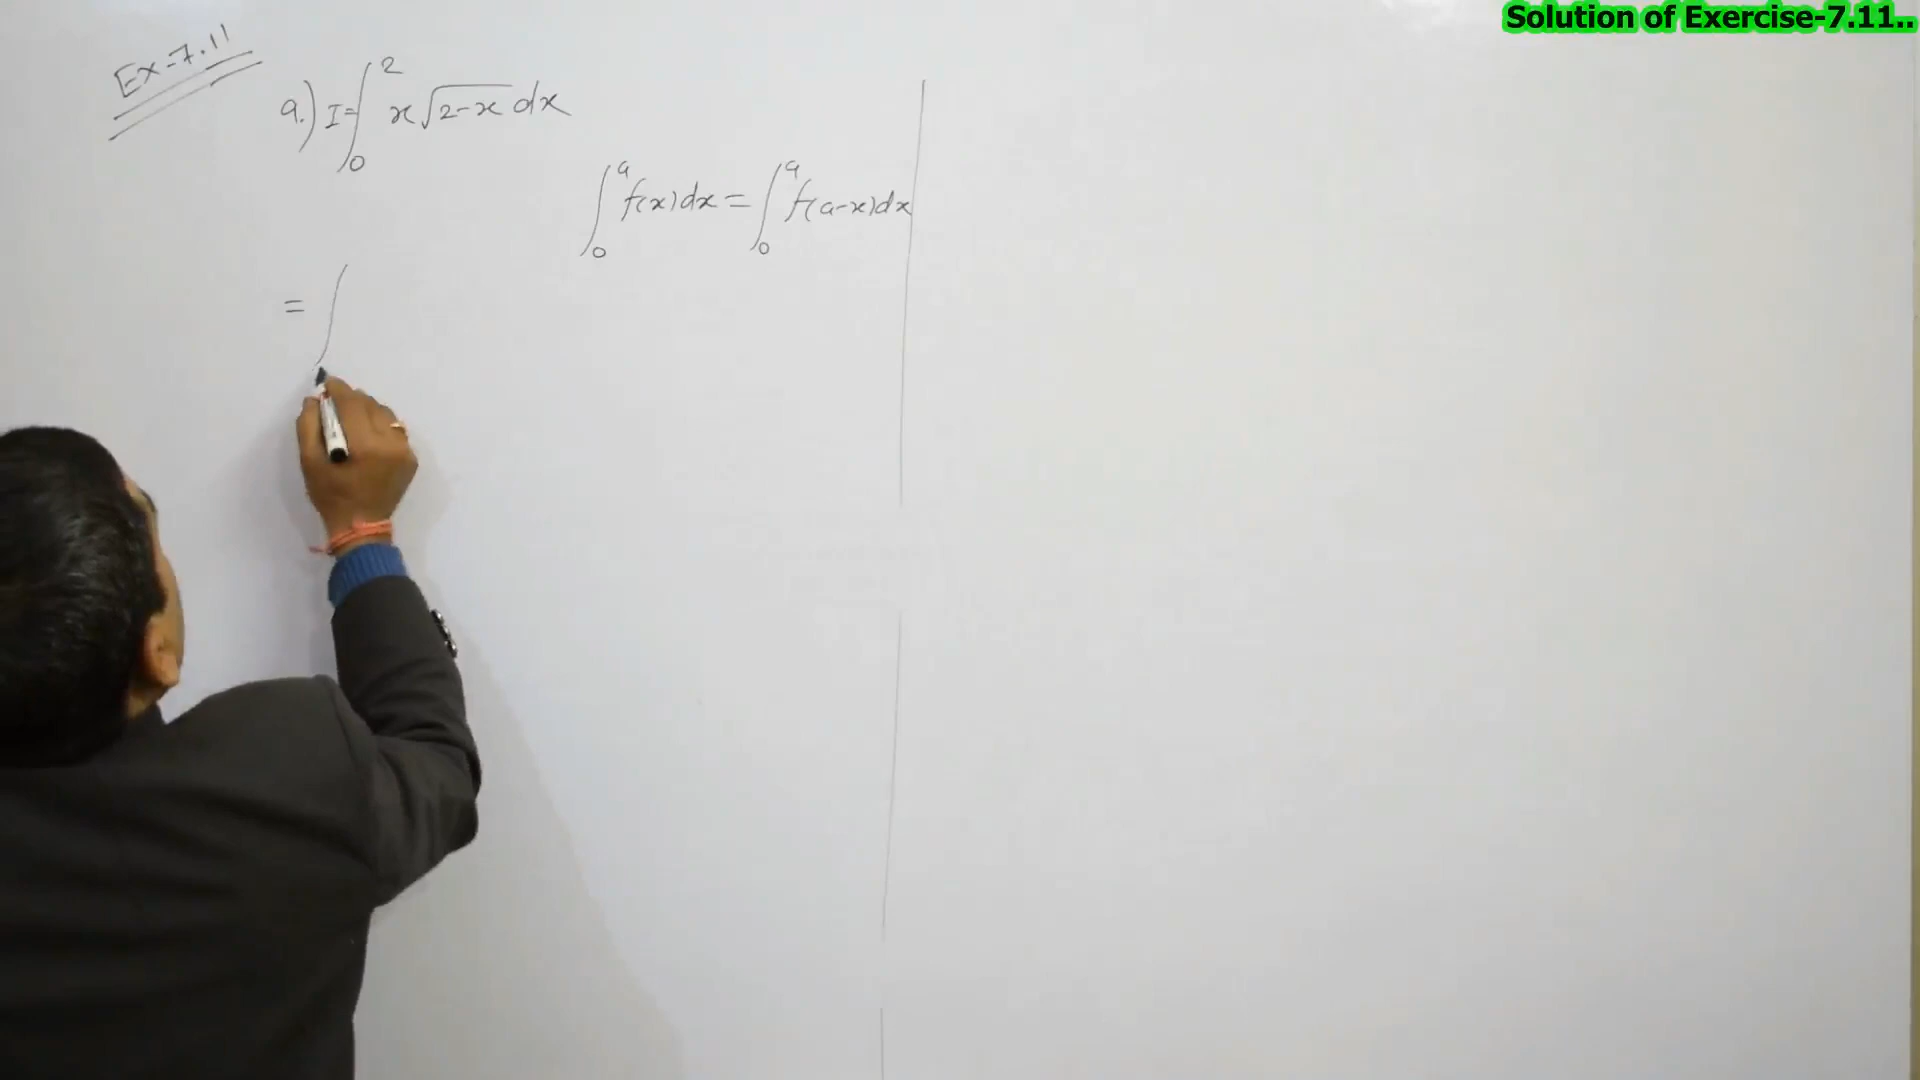 Solution of Exercise-7.11..
Ex-7.11
9.) I=∫₀² x√(2-x) dx
∫₀ᵃ f(x)dx = ∫₀ᵃ f(a-x)dx
= ∫